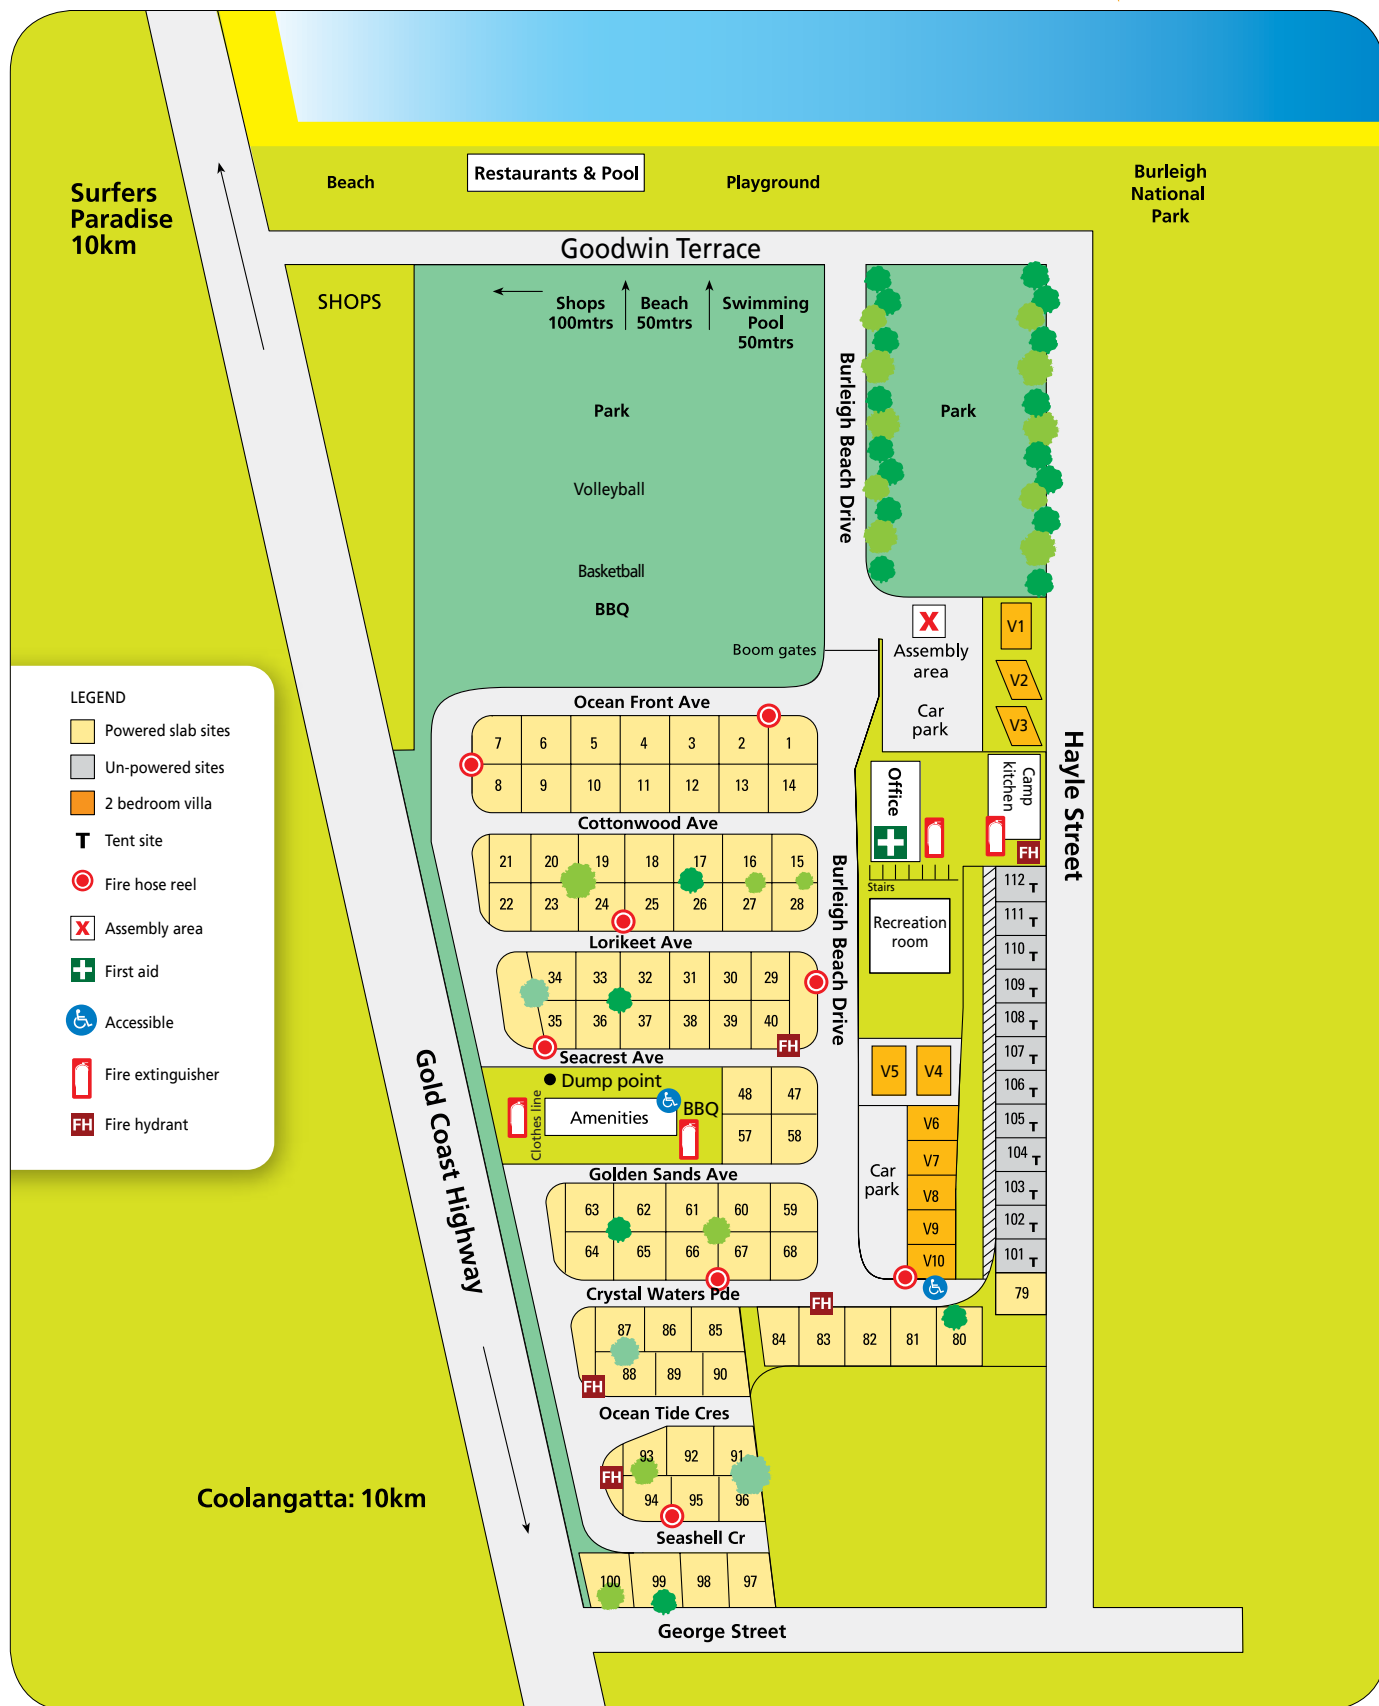 Surfers
Paradise
10km
Beach
Restaurants & Pool
Playground
Burleigh
National
Park
Goodwin Terrace
SHOPS
Shops
100mtrs
Beach
50mtrs
Swimming
Pool
50mtrs
Park
Volleyball
Basketball
BBQ
Burleigh Beach Drive
Park
Boom gates
X
Assembly
area
Car
park
V1
V2
V3
Hayle Street
LEGEND
Powered slab sites
Un-powered sites
2 bedroom villa
T Tent site
Fire hose reel
X Assembly area
First aid
Accessible
Fire extinguisher
FH Fire hydrant
Ocean Front Ave
7 6 5 4 3 2 1
8 9 10 11 12 13 14
Cottonwood Ave
21 20 19 18 17 16 15
22 23 24 25 26 27 28
Lorikeet Ave
34 33 32 31 30 29
35 36 37 38 39 40
FH
Seacrest Ave
Burleigh Beach Drive
Office
Camp
kitchen
FH
Stairs
Recreation
room
112 T
111 T
110 T
109 T
108 T
107 T
106 T
105 T
104 T
103 T
102 T
101 T
79
V5 V4
V6
V7
V8
V9
V10
Car
park
Dump point
Clothes line
Amenities
BBQ
48 47
57 58
Golden Sands Ave
63 62 61 60 59
64 65 66 67 68
Crystal Waters Pde
FH
84 83 82 81 80
87 86 85
88 89 90
FH
Ocean Tide Cres
93 92 91
FH
94 95 96
Seashell Cr
100 99 98 97
George Street
Gold Coast Highway
Coolangatta: 10km